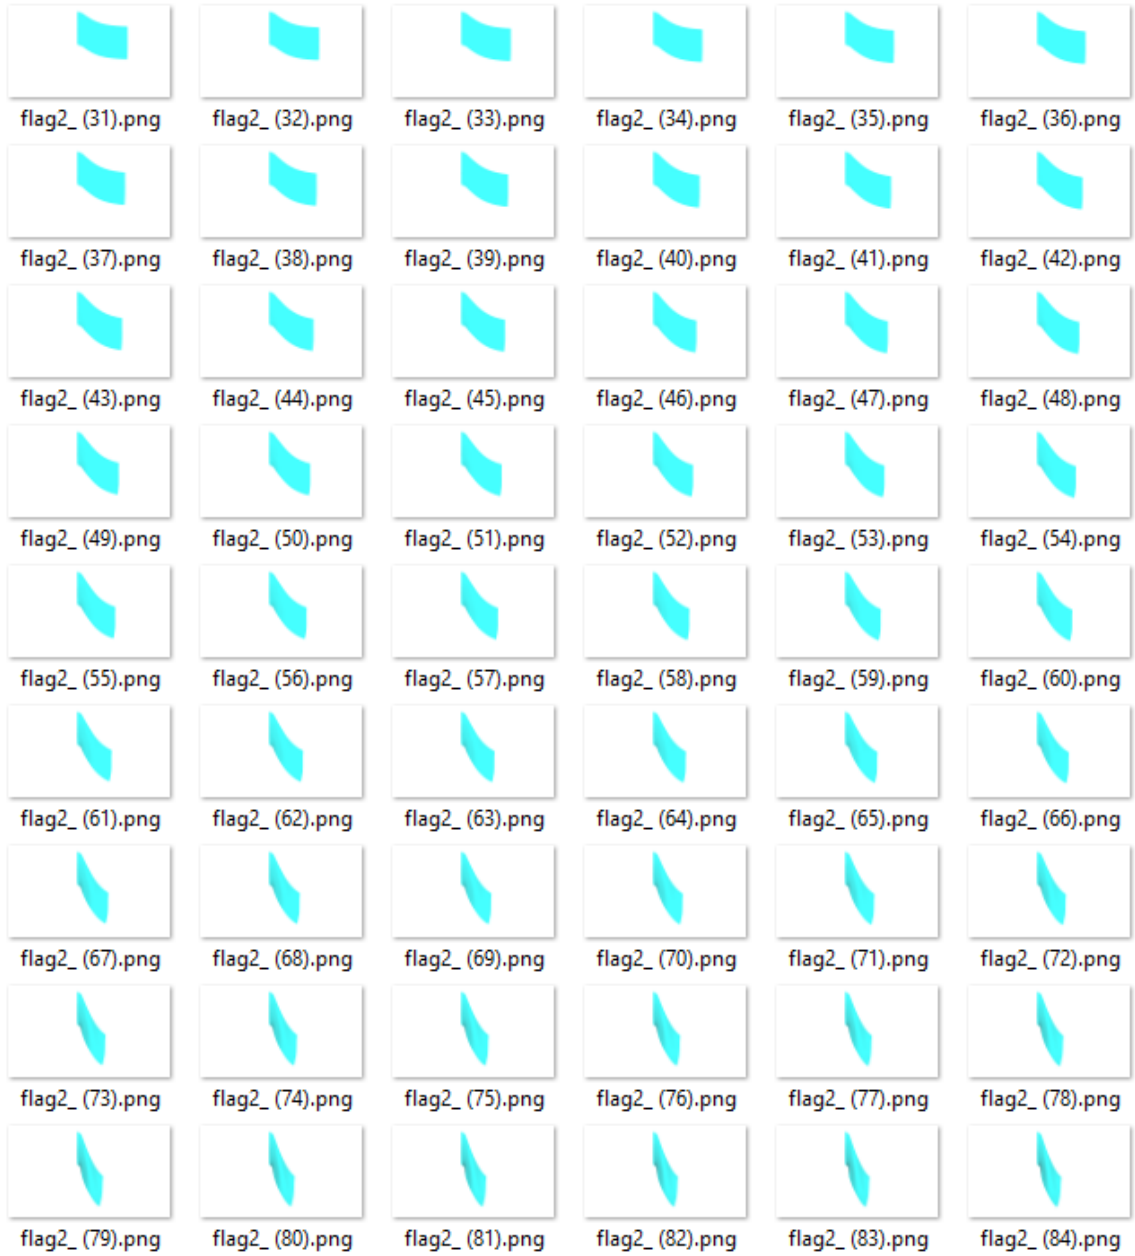 flag2_ (31).png flag2_ (32).png flag2_ (33).png flag2_ (34).png flag2_ (35).png flag2_ (36).png
flag2_ (37).png flag2_ (38).png flag2_ (39).png flag2_ (40).png flag2_ (41).png flag2_ (42).png
flag2_ (43).png flag2_ (44).png flag2_ (45).png flag2_ (46).png flag2_ (47).png flag2_ (48).png
flag2_ (49).png flag2_ (50).png flag2_ (51).png flag2_ (52).png flag2_ (53).png flag2_ (54).png
flag2_ (55).png flag2_ (56).png flag2_ (57).png flag2_ (58).png flag2_ (59).png flag2_ (60).png
flag2_ (61).png flag2_ (62).png flag2_ (63).png flag2_ (64).png flag2_ (65).png flag2_ (66).png
flag2_ (67).png flag2_ (68).png flag2_ (69).png flag2_ (70).png flag2_ (71).png flag2_ (72).png
flag2_ (73).png flag2_ (74).png flag2_ (75).png flag2_ (76).png flag2_ (77).png flag2_ (78).png
flag2_ (79).png flag2_ (80).png flag2_ (81).png flag2_ (82).png flag2_ (83).png flag2_ (84).png